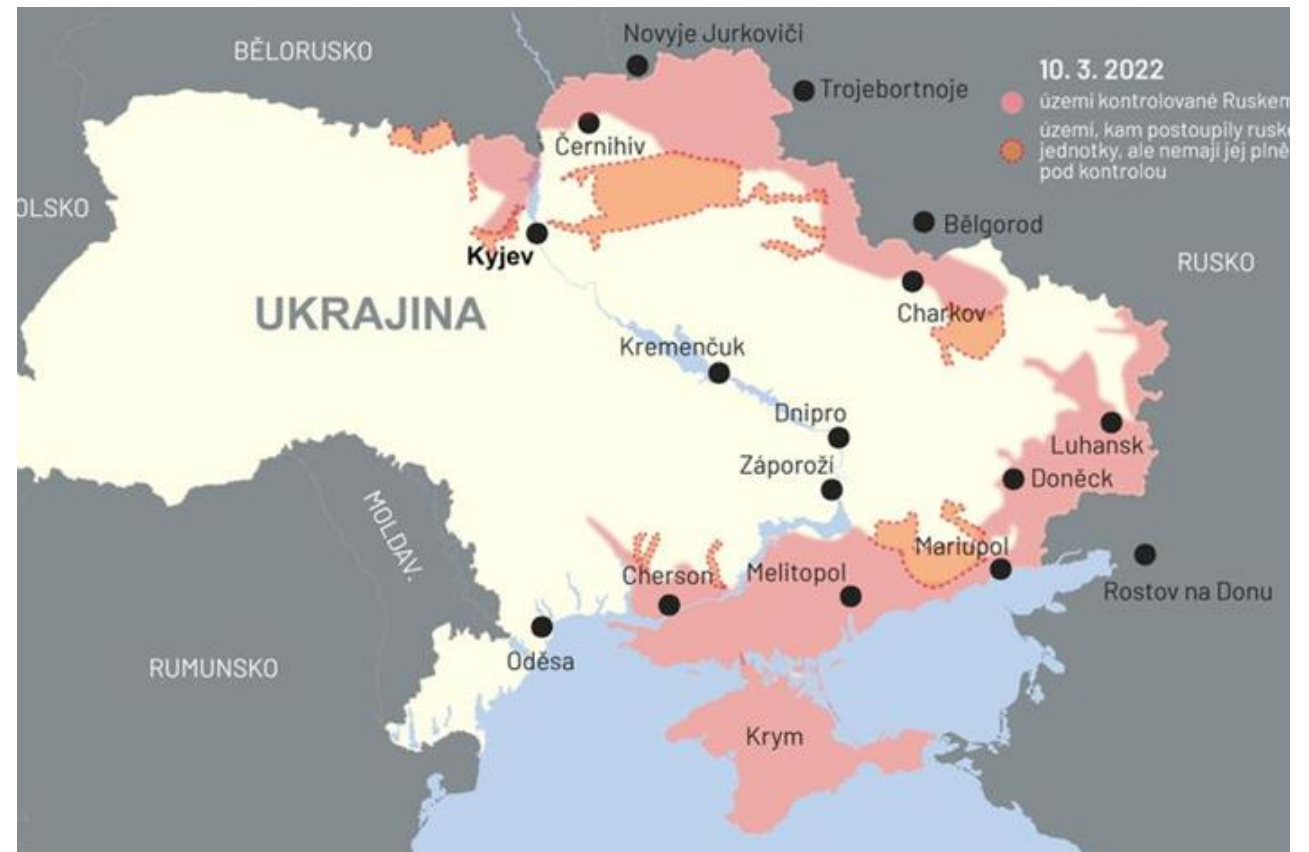 Novyje Jurkoviči
BĚLORUSKO
10. 3. 2022
Trojebortnoje
území kontrolované Ruskem
území, kam postoupily ruské
jednotky, ale nemají jej plně
pod kontrolou
Černihiv
OLSKO
Bělgorod
Kyjev
RUSKO
UKRAJINA
Charkov
Kremenčuk
Dnipro
Luhansk
Záporoží
Doněck
MOLDAV.
Mariupol
Cherson
Melitopol
Rostov na Donu
Oděsa
RUMUNSKO
Krym